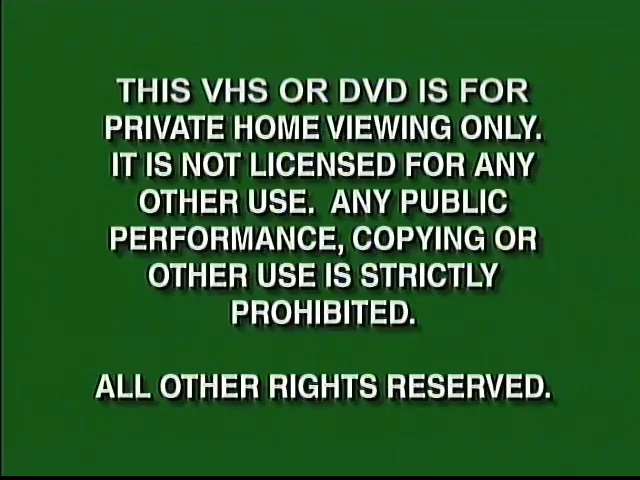 THIS VHS OR DVD IS FOR
PRIVATE HOME VIEWING ONLY.
IT IS NOT LICENSED FOR ANY
OTHER USE.  ANY PUBLIC
PERFORMANCE, COPYING OR
OTHER USE IS STRICTLY
PROHIBITED.
ALL OTHER RIGHTS RESERVED.